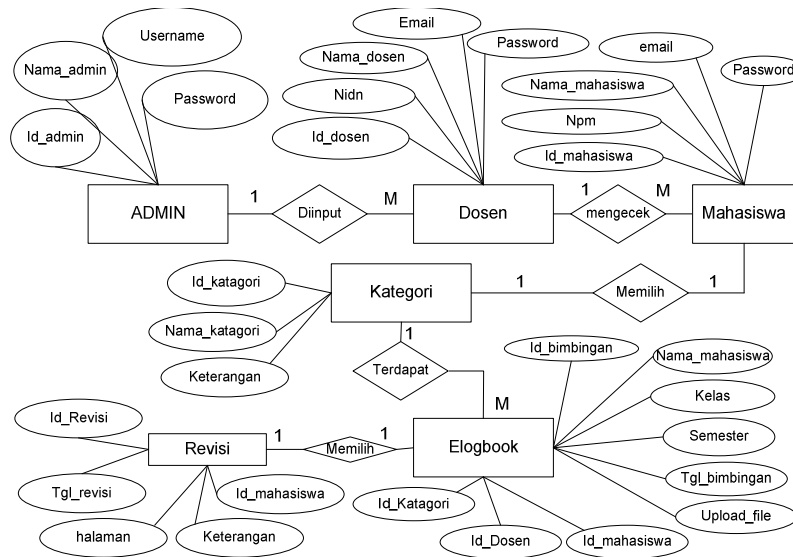 Username
Nama_admin
Password
Id_admin
Email
Password
Nama_dosen
Nidn
Id_dosen
email
Password
Nama_mahasiswa
Npm
Id_mahasiswa
ADMIN
1
Diinput
M
Dosen
1
mengecek
M
Mahasiswa
Id_katagori
Nama_katagori
Keterangan
Kategori
1
Memilih
1
1
Terdapat
M
Id_bimbingan
Nama_mahasiswa
Kelas
Semester
Tgl_bimbingan
Upload_file
Id_Revisi
Revisi
1
Memilih
1
Elogbook
Tgl_revisi
Id_mahasiswa
halaman
Keterangan
Id_Katagori
Id_Dosen
Id_mahasiswa